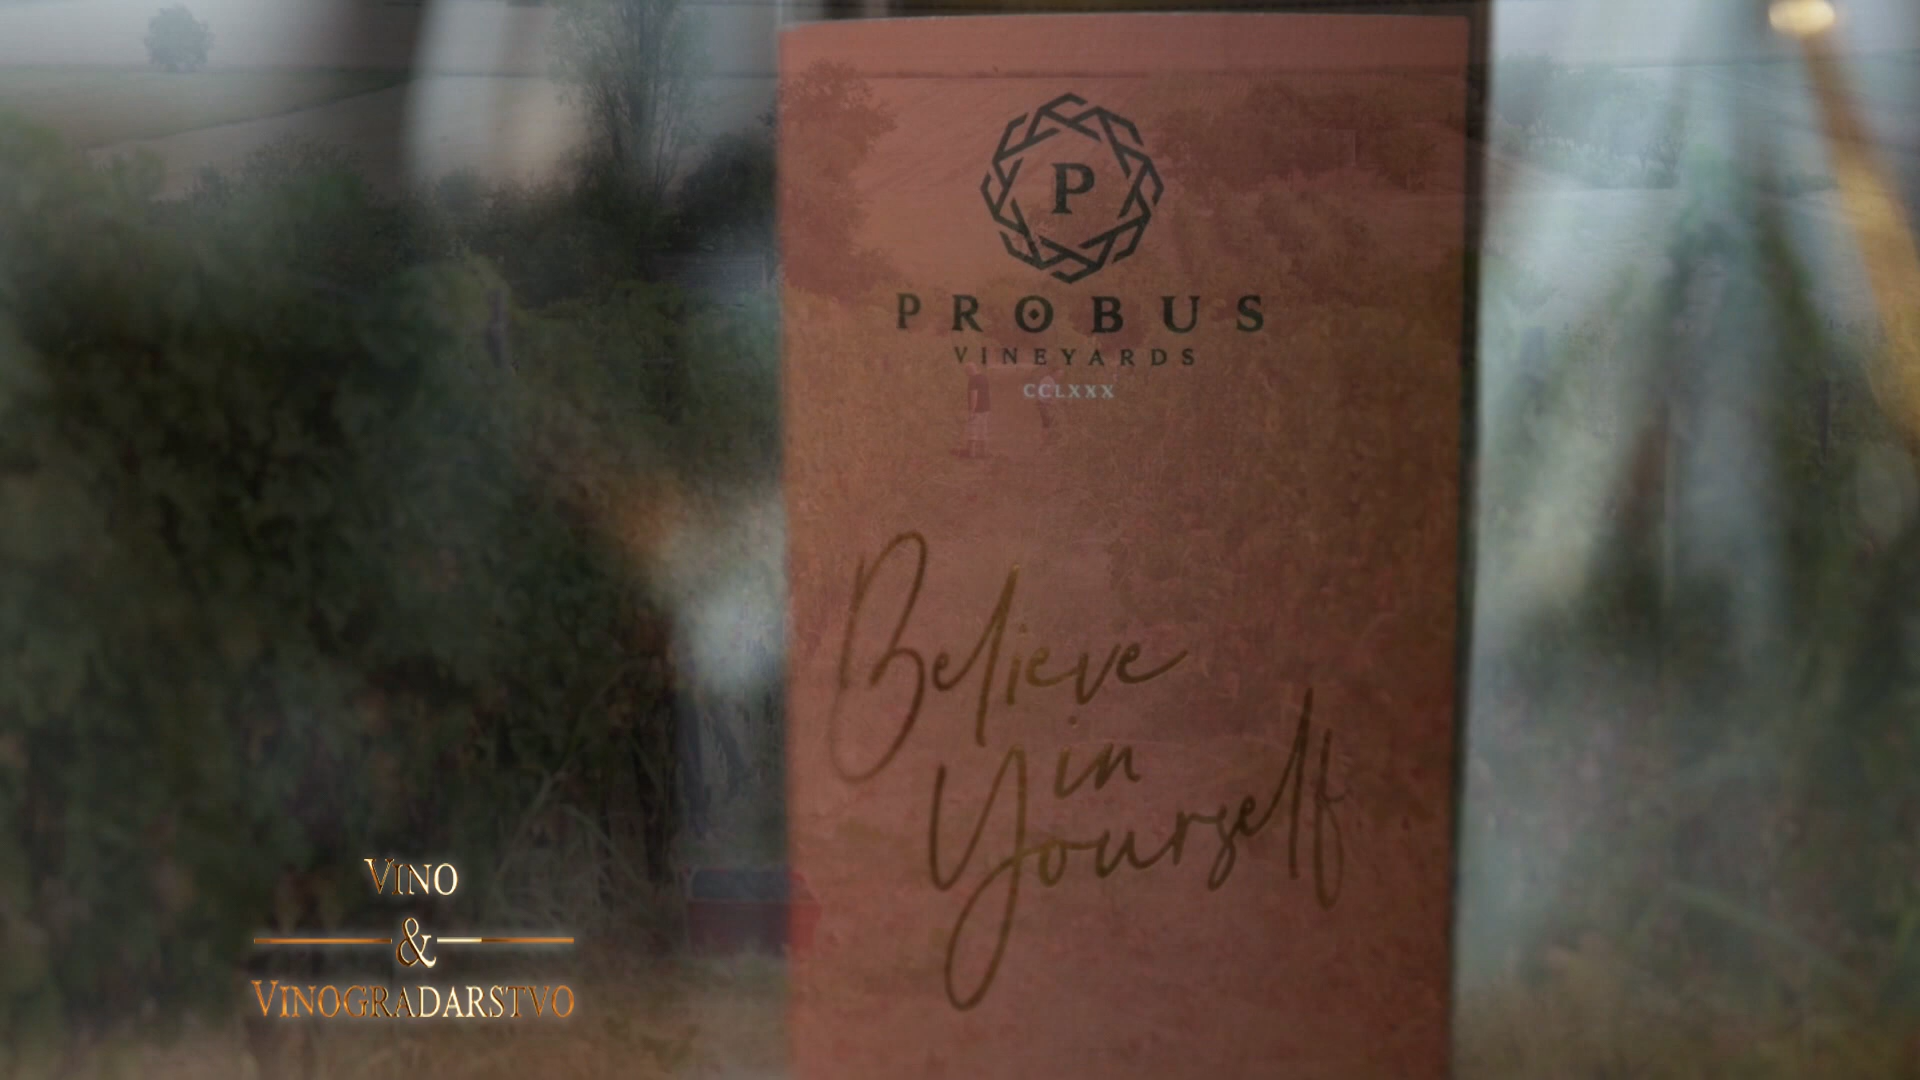 P
PROBUS
VINEYARDS
CCLXXX
Believe
in
Yourself
VINO
&
VINOGRADARSTVO